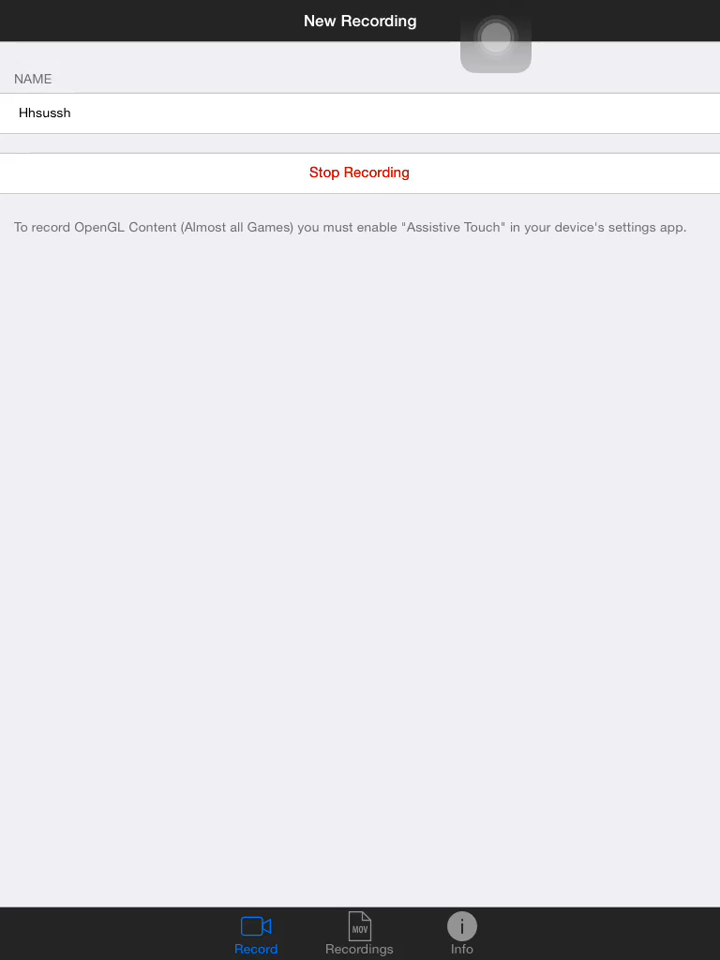 New Recording
NAME
Hhsussh
Stop Recording
To record OpenGL Content (Almost all Games) you must enable "Assistive Touch" in your device's settings app.
MOV
i
Record
Recordings
Info